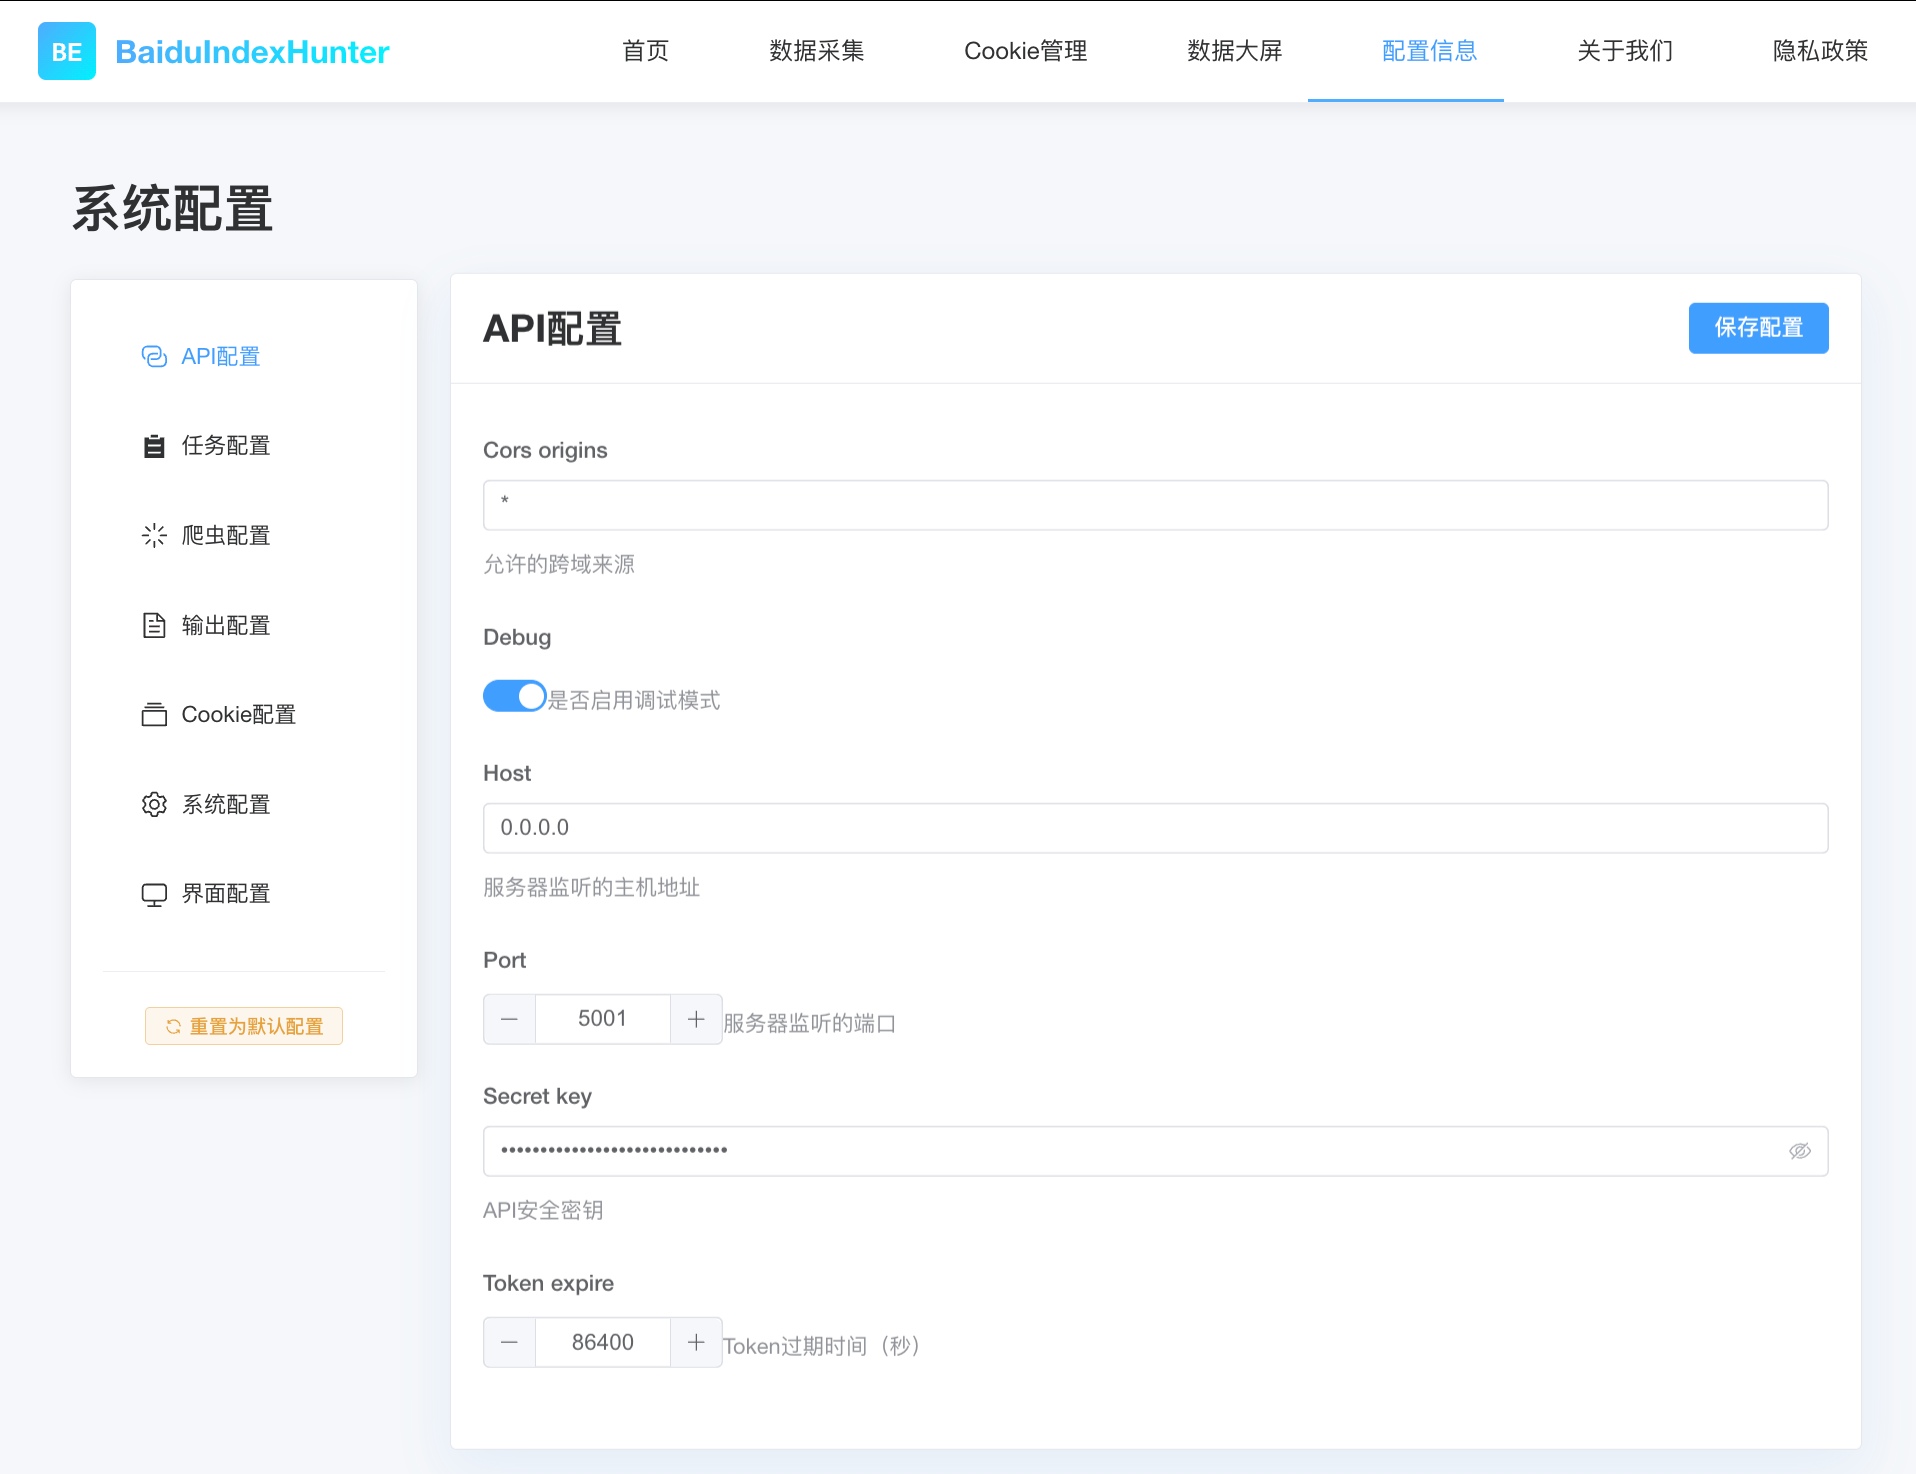 BE BaiduIndexHunter 首页 数据采集 Cookie管理 数据大屏 配置信息 关于我们 隐私政策
系统配置
API配置
任务配置
爬虫配置
输出配置
Cookie配置
系统配置
界面配置
重置为默认配置
API配置 保存配置
Cors origins
*
允许的跨域来源
Debug
是否启用调试模式
Host
0.0.0.0
服务器监听的主机地址
Port
5001 服务器监听的端口
Secret key
•••••••••••••••••••••••••••••
API安全密钥
Token expire
86400 Token过期时间（秒）